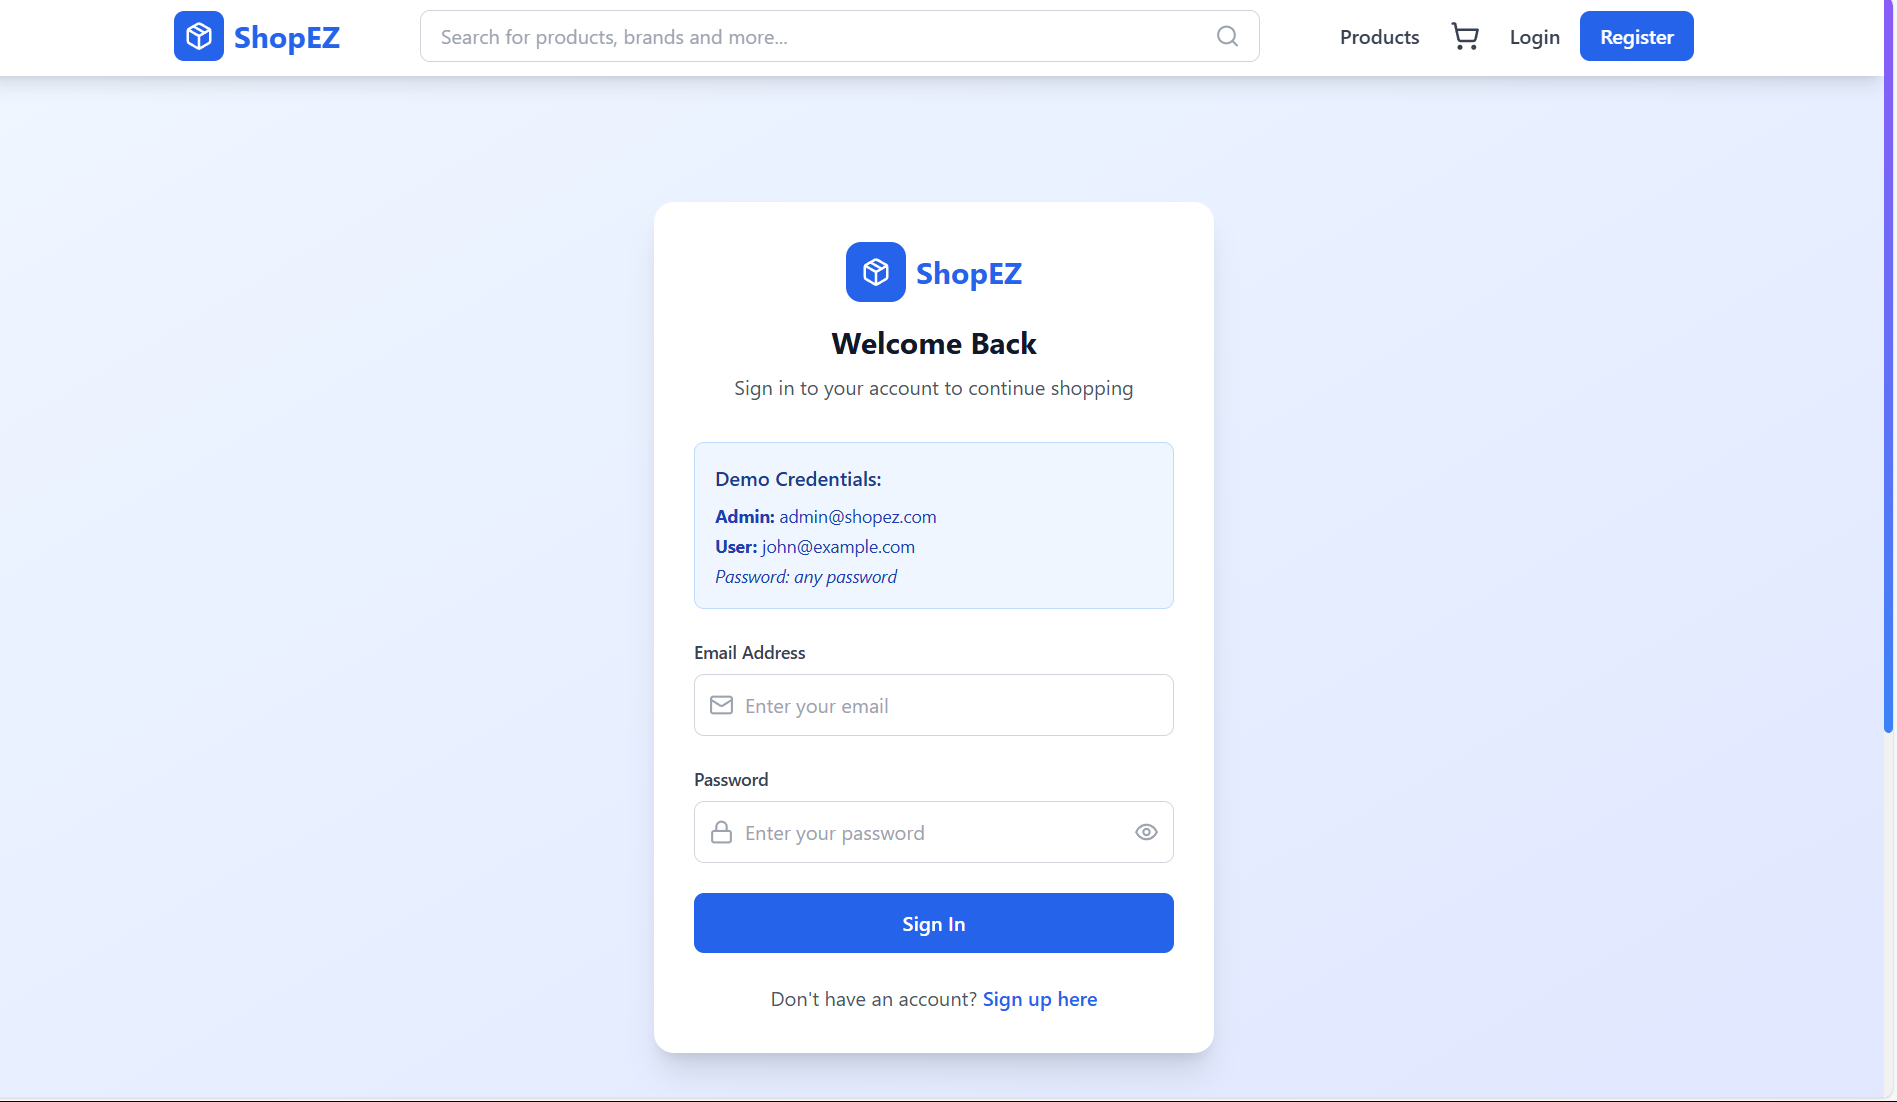 ShopEZ
Search for products, brands and more...
Products
Login
Register
ShopEZ
Welcome Back
Sign in to your account to continue shopping
Demo Credentials:
Admin: admin@shopez.com
User: john@example.com
Password: any password
Email Address
Enter your email
Password
Enter your password
Sign In
Don't have an account? Sign up here